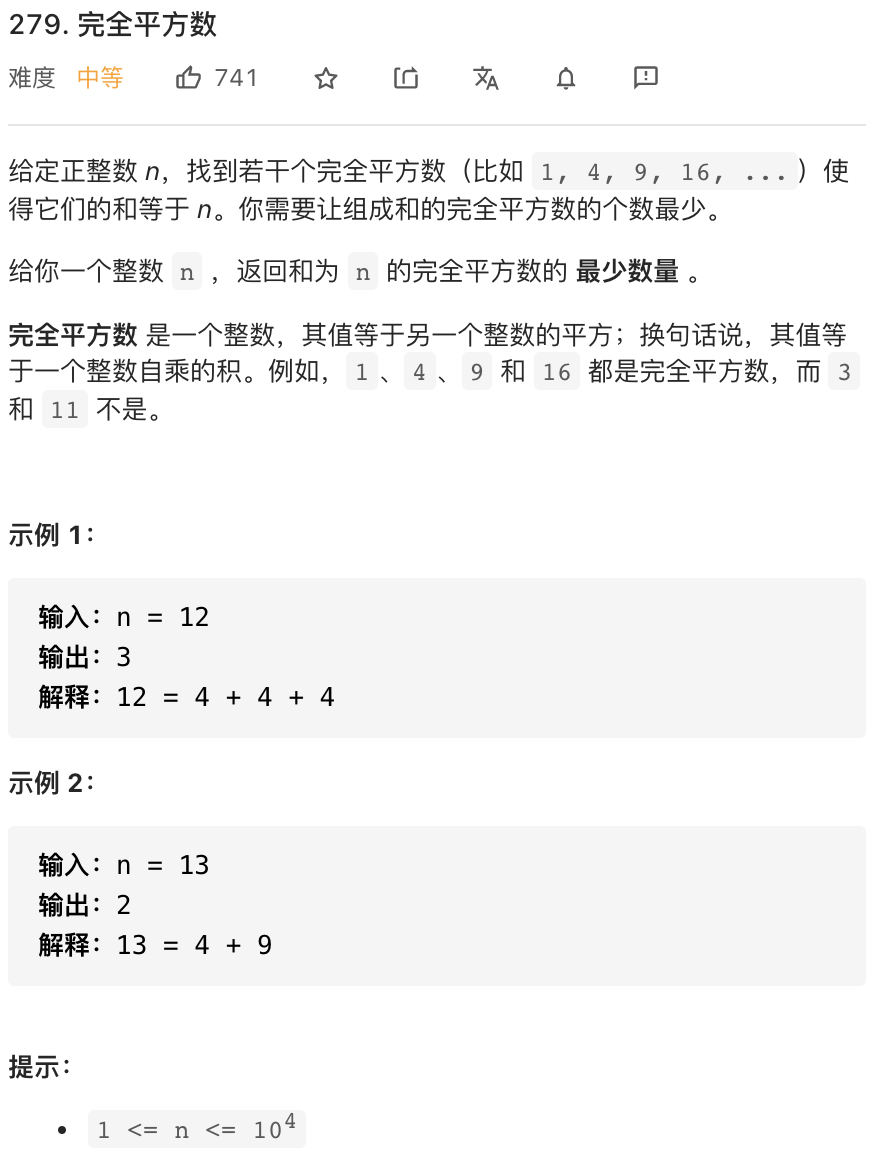 279. 完全平方数
难度 中等 741
给定正整数 n，找到若干个完全平方数（比如 1, 4, 9, 16, ...）使
得它们的和等于 n。你需要让组成和的完全平方数的个数最少。
给你一个整数 n ，返回和为 n 的完全平方数的 最少数量 。
完全平方数 是一个整数，其值等于另一个整数的平方；换句话说，其值等
于一个整数自乘的积。例如，1 、4 、9 和 16 都是完全平方数，而 3
和 11 不是。
示例 1：
输入：n = 12
输出：3
解释：12 = 4 + 4 + 4
示例 2：
输入：n = 13
输出：2
解释：13 = 4 + 9
提示：
• 1 <= n <= 10⁴